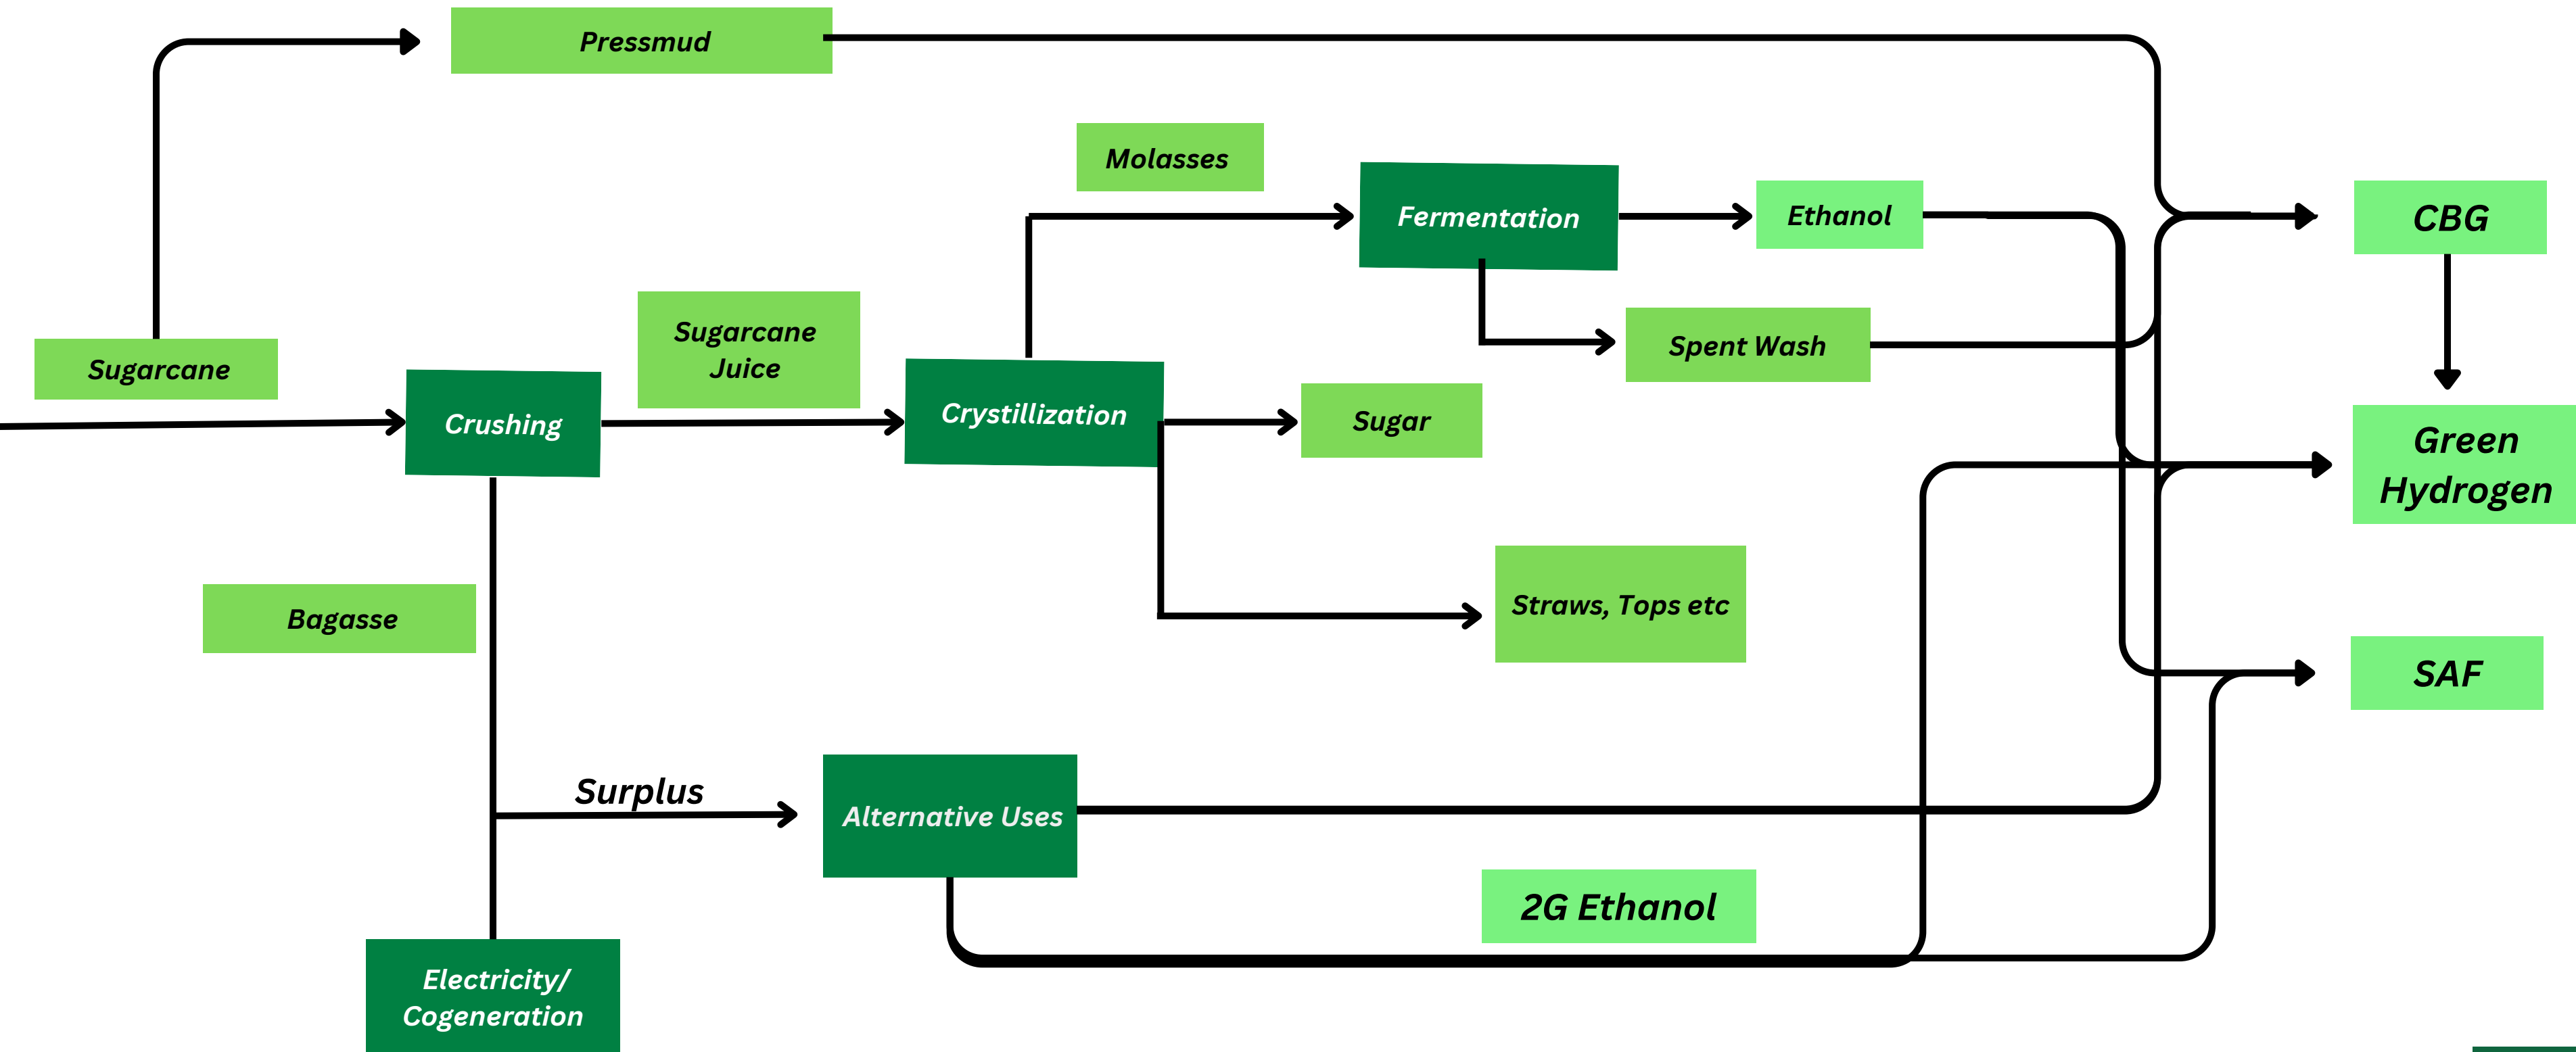 Pressmud
Molasses
Fermentation
Ethanol
CBG
Sugarcane
Sugarcane
Juice
Spent Wash
Crushing
Crystillization
Sugar
Green
Hydrogen
Bagasse
Straws, Tops etc
SAF
Surplus
Alternative Uses
2G Ethanol
Electricity/
Cogeneration